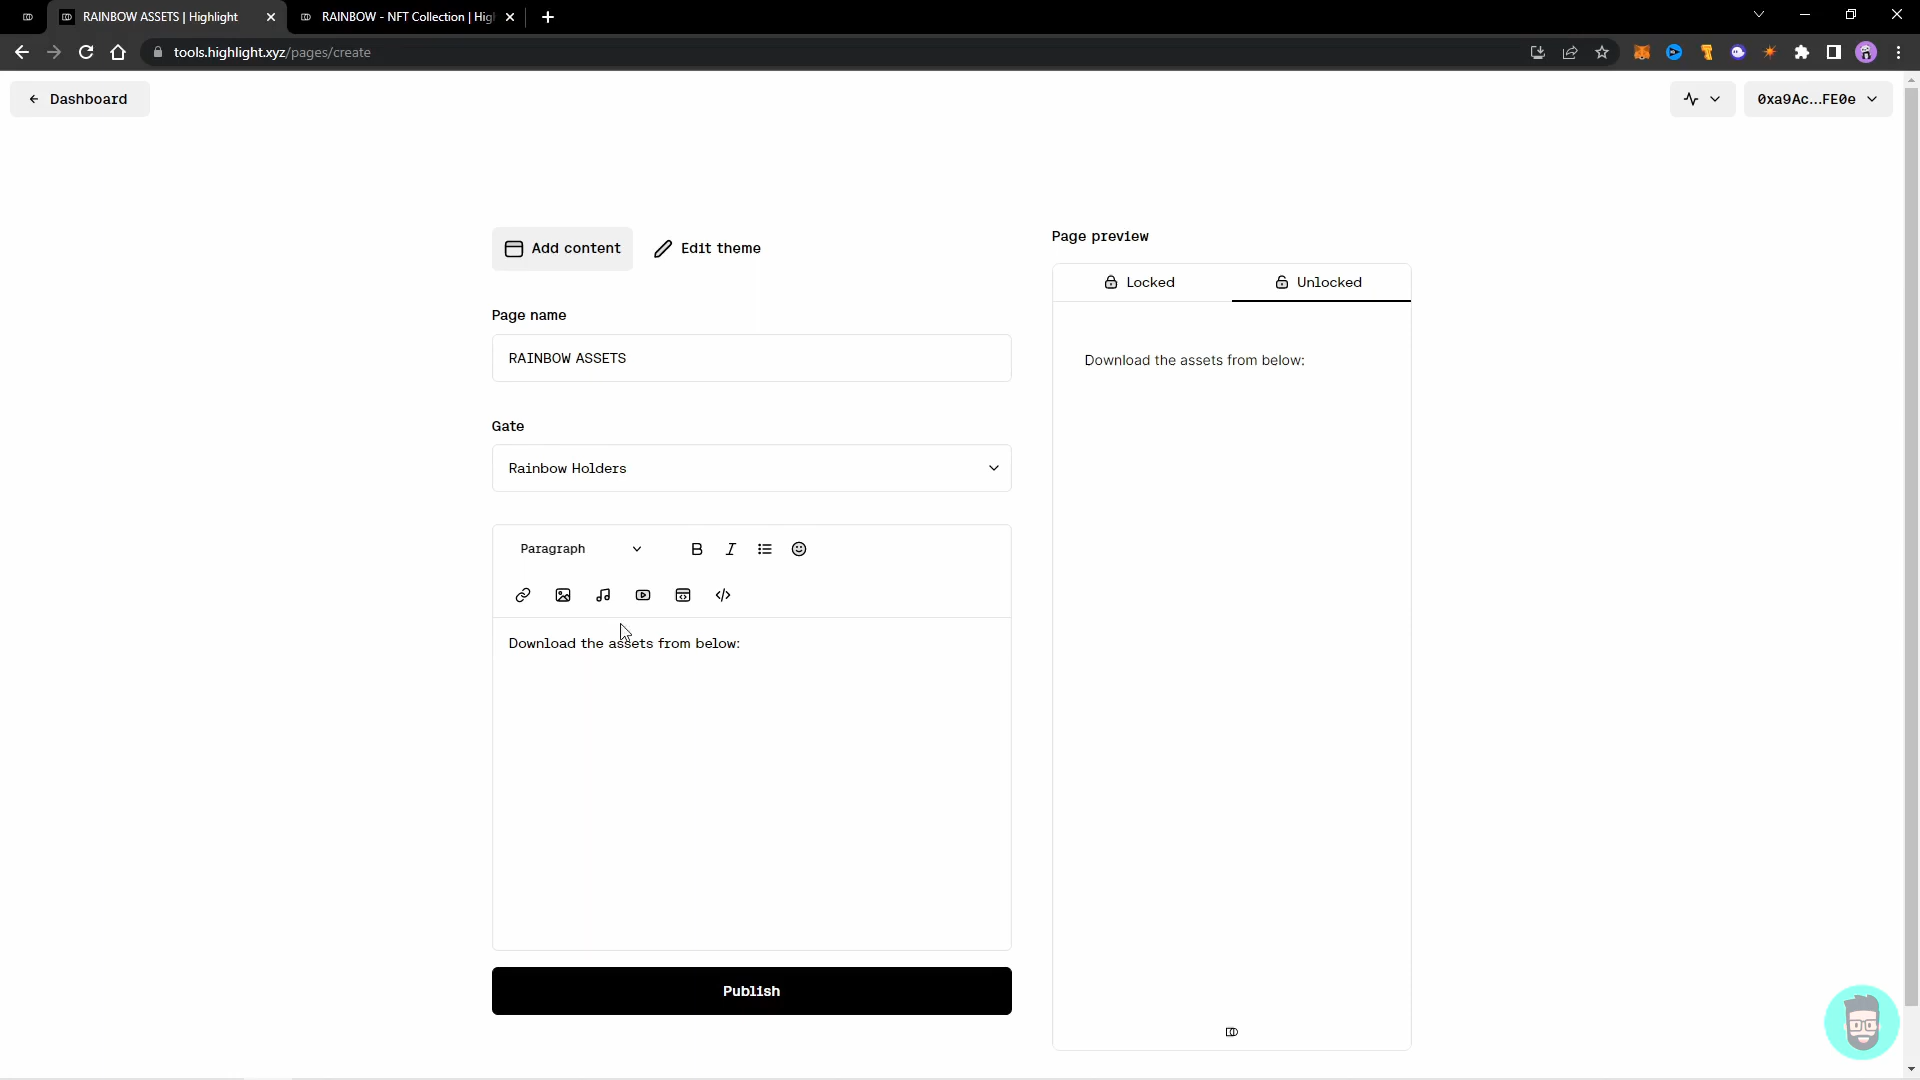 RAINBOW ASSETS | Highlight
RAINBOW - NFT Collection | Hig
tools.highlight.xyz/pages/create
Dashboard
0xa9Ac...FE0e
Add content
Edit theme
Page preview
Locked
Unlocked
Page name
RAINBOW ASSETS
Download the assets from below:
Gate
Rainbow Holders
Paragraph
B I
Download the assets from below:
Publish